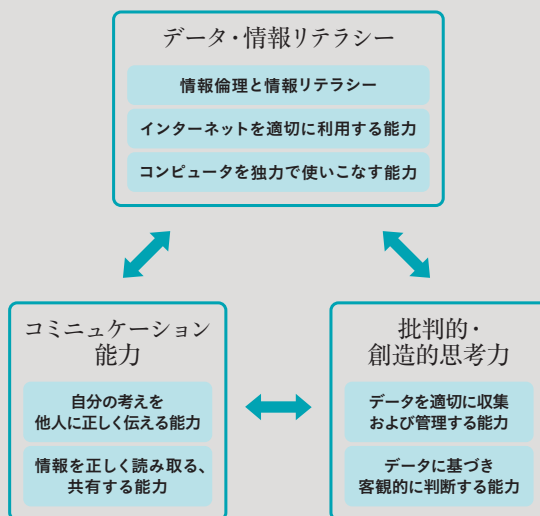 データ・情報リテラシー
情報倫理と情報リテラシー
インターネットを適切に利用する能力
コンピュータを独力で使いこなす能力
コミニュケーション
能力
自分の考えを
他人に正しく伝える能力
情報を正しく読み取る、
共有する能力
批判的・
創造的思考力
データを適切に収集
および管理する能力
データに基づき
客観的に判断する能力